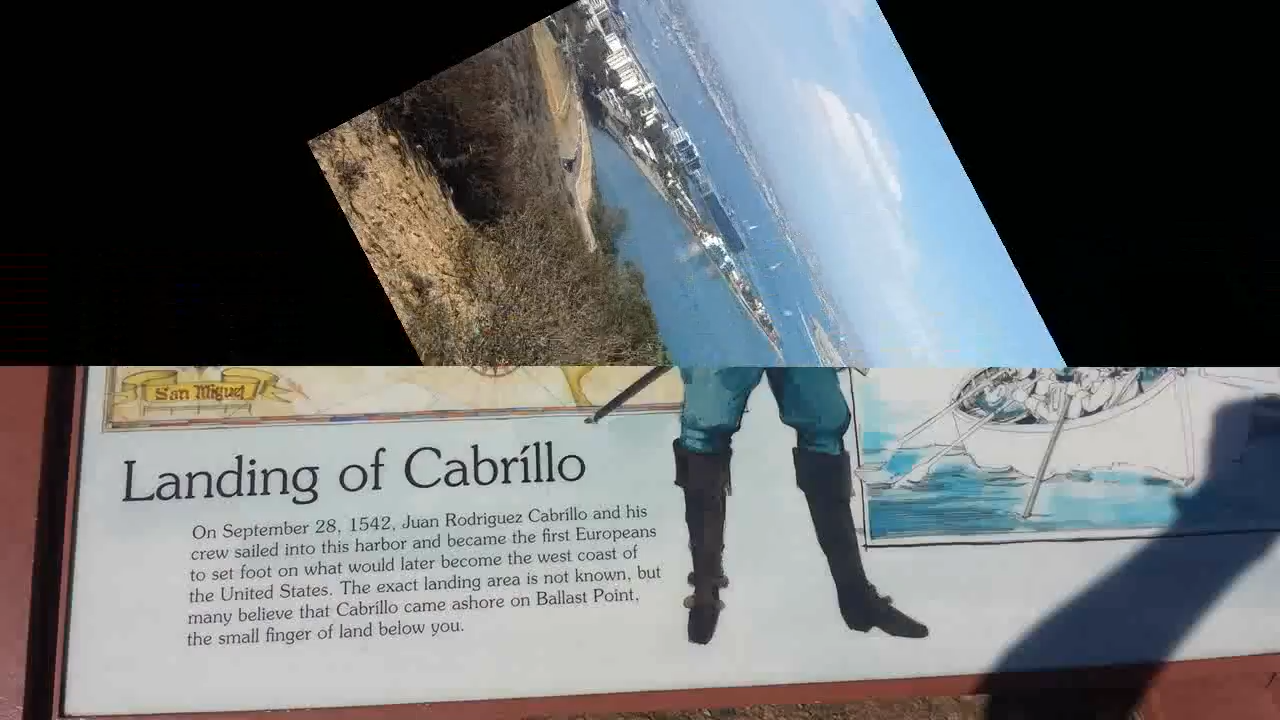 San Miguel
Landing of Cabríllo
On September 28, 1542, Juan Rodriguez Cabrillo and his
crew sailed into this harbor and became the first Europeans
to set foot on what would later become the west coast of
the United States. The exact landing area is not known, but
many believe that Cabrillo came ashore on Ballast Point,
the small finger of land below you.